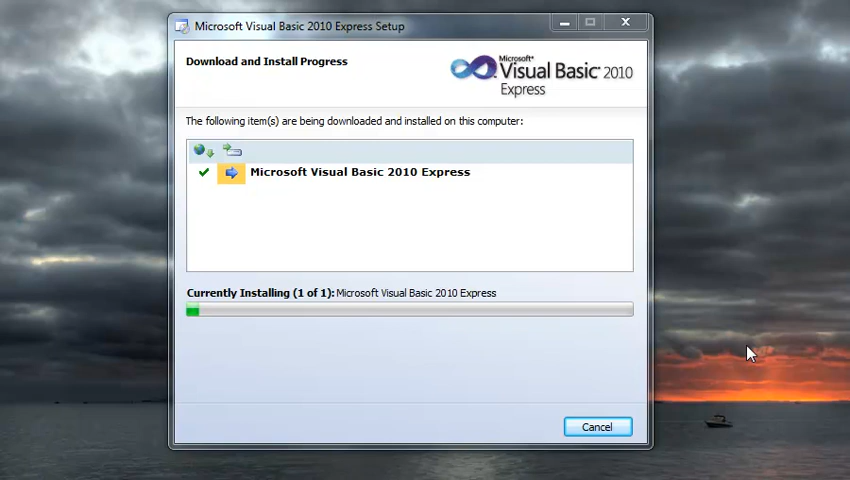 Microsoft Visual Basic 2010 Express Setup
Download and Install Progress
Microsoft®
Visual Basic® 2010
Express
The following item(s) are being downloaded and installed on this computer:
Microsoft Visual Basic 2010 Express
Currently Installing (1 of 1): Microsoft Visual Basic 2010 Express
Cancel